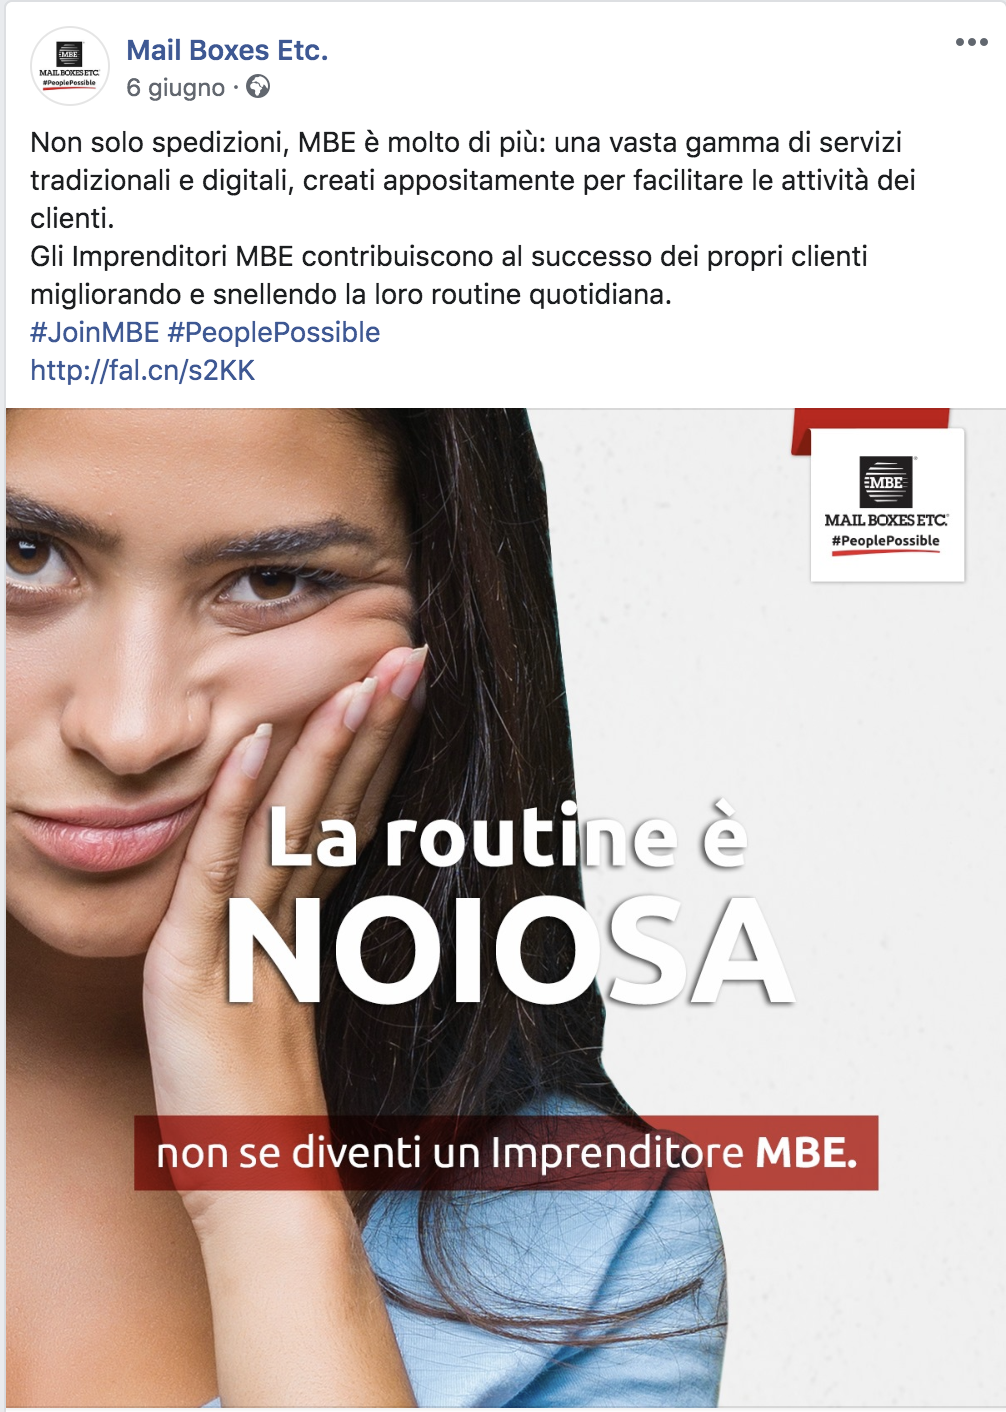 MBE
MAIL BOXES ETC.
#PeoplePossible
Mail Boxes Etc.
6 giugno ·
Non solo spedizioni, MBE è molto di più: una vasta gamma di servizi
tradizionali e digitali, creati appositamente per facilitare le attività dei
clienti.
Gli Imprenditori MBE contribuiscono al successo dei propri clienti
migliorando e snellendo la loro routine quotidiana.
#JoinMBE #PeoplePossible
http://fal.cn/s2KK
MBE
MAIL BOXES ETC.
#PeoplePossible
La routine è
NOIOSA
non se diventi un Imprenditore MBE.